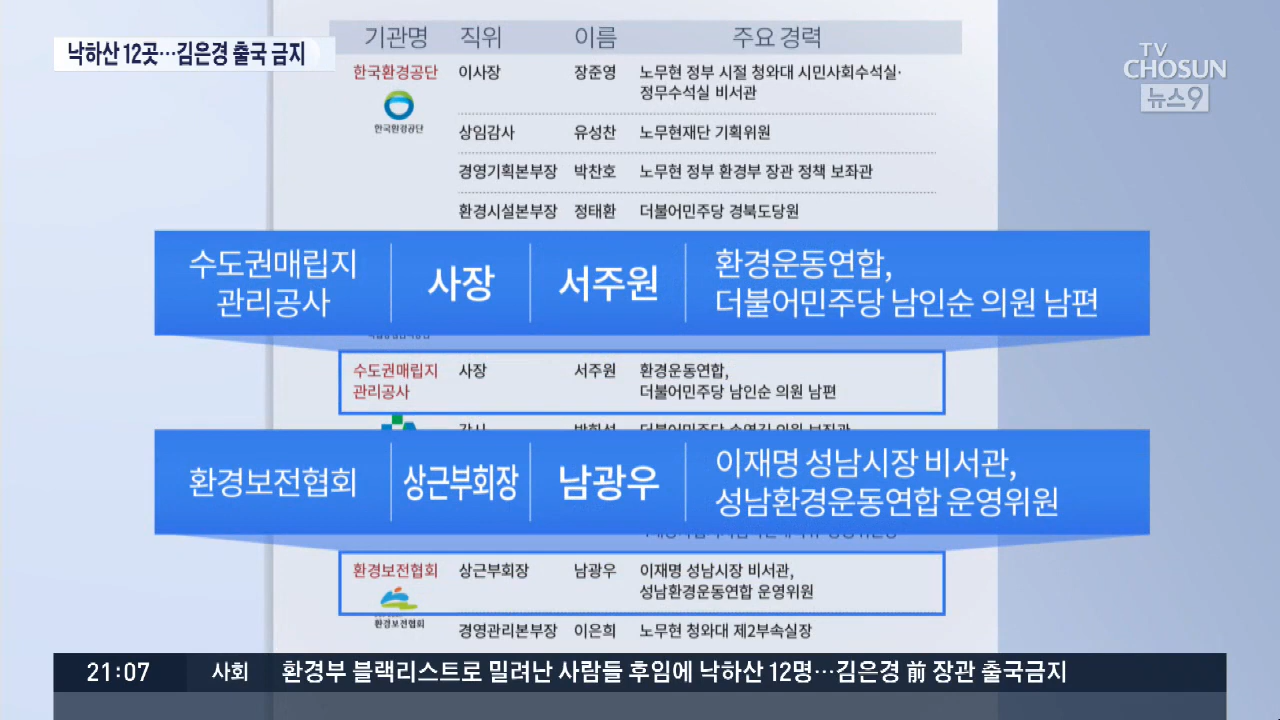 낙하산 12곳…김은경 출국 금지
TV
CHOSUN
뉴스9
기관명 직위 이름 주요 경력
한국환경공단 이사장 장준영 노무현 정부 시절 청와대 시민사회수석실·
정무수석실 비서관
한국환경공단
상임감사 유성찬 노무현재단 기획위원
경영기획본부장 박찬호 노무현 정부 환경부 장관 정책 보좌관
환경시설본부장 정태환 더불어민주당 경북도당원
수도권매립지
관리공사
사장
서주원
환경운동연합,
더불어민주당 남인순 의원 남편
수도권매립지 사장 서주원 환경운동연합,
관리공사 더불어민주당 남인순 의원 남편
환경보전협회
상근부회장
남광우
이재명 성남시장 비서관,
성남환경운동연합 운영위원
환경보전협회 상근부회장 남광우 이재명 성남시장 비서관,
성남환경운동연합 운영위원
환경보전협회
경영관리본부장 이은희 노무현 청와대 제2부속실장
21:07 사회 환경부 블랙리스트로 밀려난 사람들 후임에 낙하산 12명…김은경 前 장관 출국금지